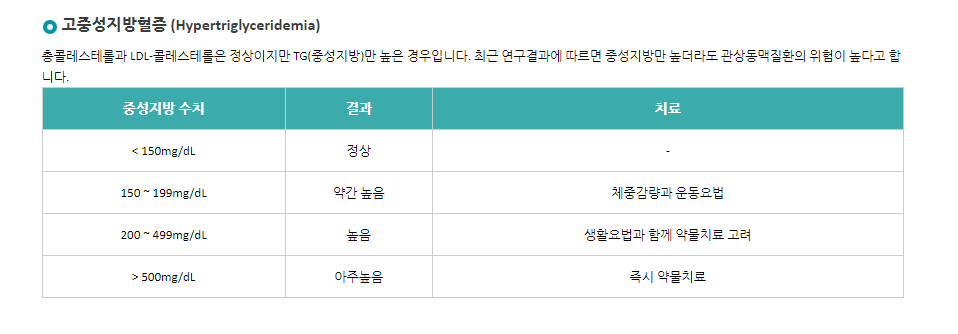 고중성지방혈증 (Hypertriglyceridemia)
총콜레스테롤과 LDL-콜레스테롤은 정상이지만 TG(중성지방)만 높은 경우입니다. 최근 연구결과에 따르면 중성지방만 높더라도 관상동맥질환의 위험이 높다고 합
니다.
중성지방 수치 결과 치료
< 150mg/dL 정상 -
150 ~ 199mg/dL 약간 높음 체중감량과 운동요법
200 ~ 499mg/dL 높음 생활요법과 함께 약물치료 고려
> 500mg/dL 아주높음 즉시 약물치료